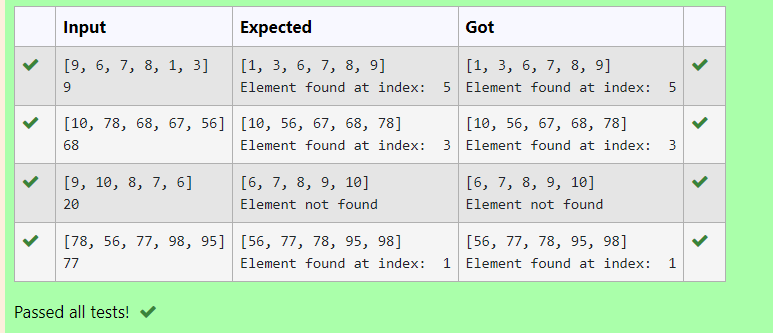 Input Expected Got
[9, 6, 7, 8, 1, 3] [1, 3, 6, 7, 8, 9] [1, 3, 6, 7, 8, 9]
9 Element found at index:  5 Element found at index:  5
[10, 78, 68, 67, 56] [10, 56, 67, 68, 78] [10, 56, 67, 68, 78]
68 Element found at index:  3 Element found at index:  3
[9, 10, 8, 7, 6] [6, 7, 8, 9, 10] [6, 7, 8, 9, 10]
20 Element not found Element not found
[78, 56, 77, 98, 95] [56, 77, 78, 95, 98] [56, 77, 78, 95, 98]
77 Element found at index:  1 Element found at index:  1
Passed all tests!